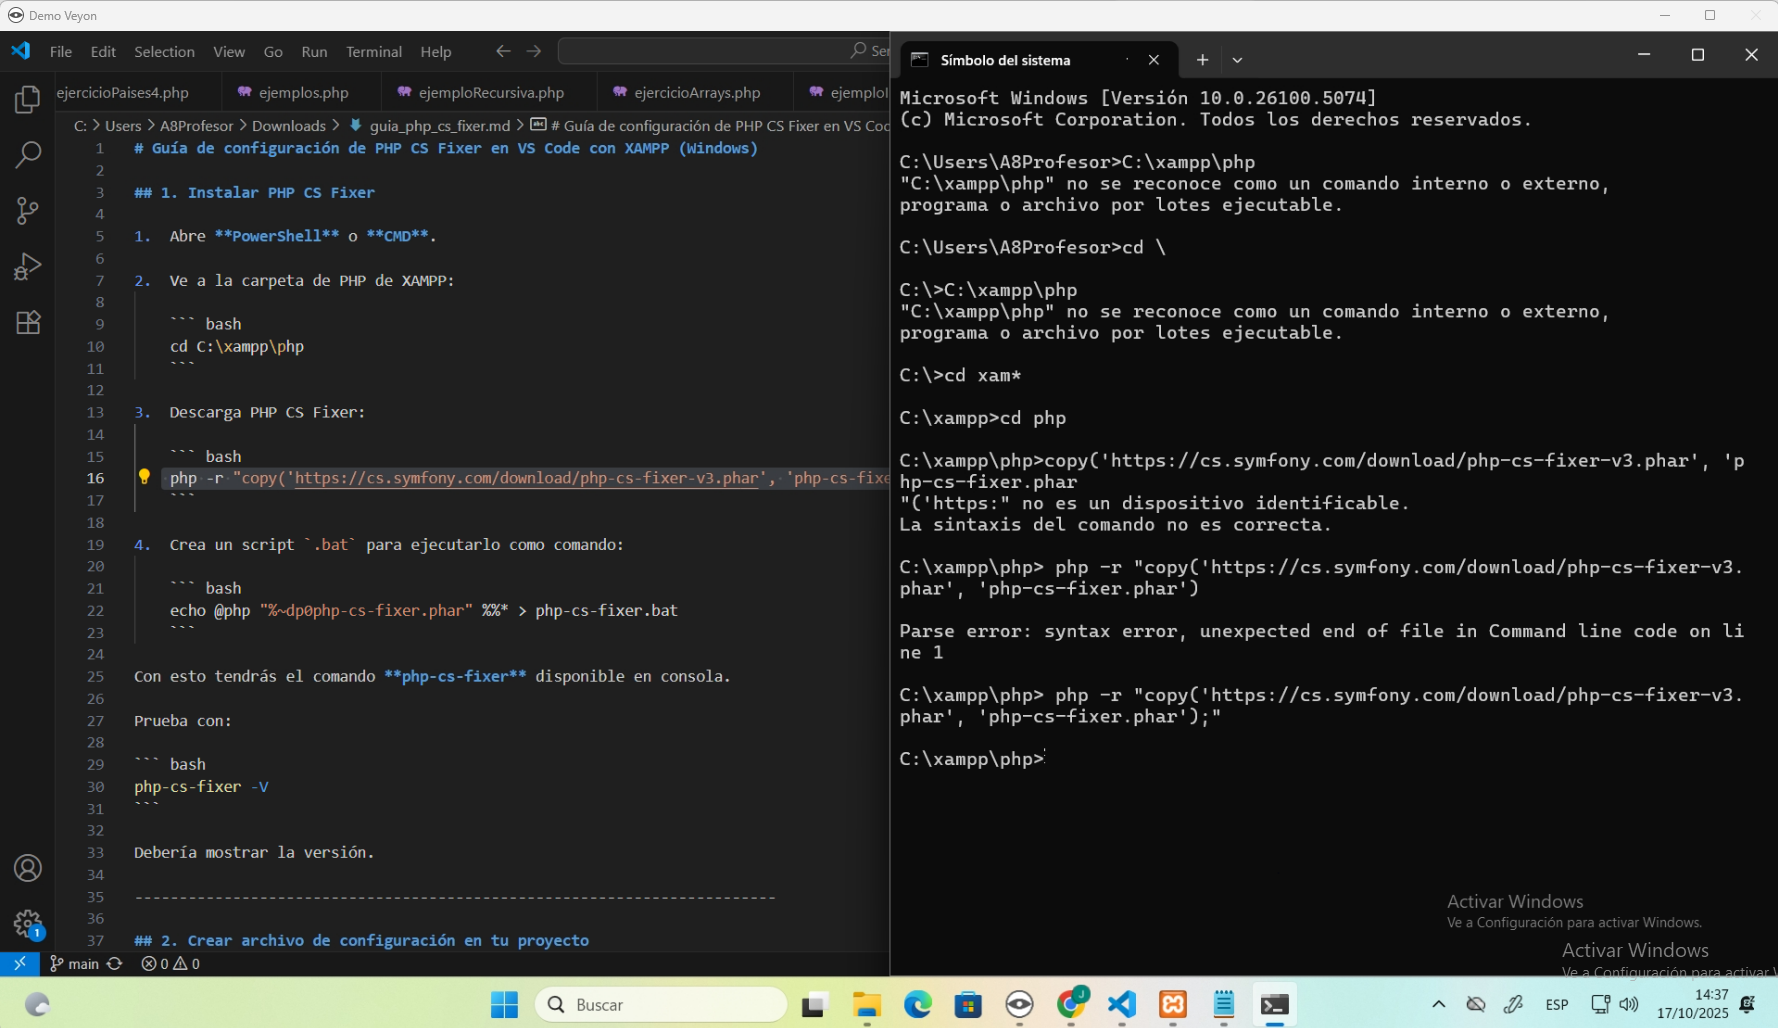 Demo Veyon
File Edit Selection View Go Run Terminal Help
Ser
ejercicioPaises4.php ejemplos.php ejemploRecursiva.php ejercicioArrays.php ejemploI
C: > Users > A8Profesor > Downloads > guia_php_cs_fixer.md > # Guía de configuración de PHP CS Fixer en VS Cod
1 # Guía de configuración de PHP CS Fixer en VS Code con XAMPP (Windows)
2
3 ## 1. Instalar PHP CS Fixer
4
5 1. Abre **PowerShell** o **CMD**.
6
7 2. Ve a la carpeta de PHP de XAMPP:
8
9 ``` bash
10 cd C:\xampp\php
11 ```
12
13 3. Descarga PHP CS Fixer:
14
15 ``` bash
16 php -r "copy('https://cs.symfony.com/download/php-cs-fixer-v3.phar', 'php-cs-fixe
17 ```
18
19 4. Crea un script `.bat` para ejecutarlo como comando:
20
21 ``` bash
22 echo @php "%~dp0php-cs-fixer.phar" %%* > php-cs-fixer.bat
23 ```
24
25 Con esto tendrás el comando **php-cs-fixer** disponible en consola.
26
27 Prueba con:
28
29 ``` bash
30 php-cs-fixer -V
31 ```
32
33 Debería mostrar la versión.
34
35 ------------------------------------------------------------------------
36
37 ## 2. Crear archivo de configuración en tu proyecto
1
main 0 0
Símbolo del sistema
Microsoft Windows [Versión 10.0.26100.5074]
(c) Microsoft Corporation. Todos los derechos reservados.
C:\Users\A8Profesor>C:\xampp\php
"C:\xampp\php" no se reconoce como un comando interno o externo,
programa o archivo por lotes ejecutable.
C:\Users\A8Profesor>cd \
C:\>C:\xampp\php
"C:\xampp\php" no se reconoce como un comando interno o externo,
programa o archivo por lotes ejecutable.
C:\>cd xam*
C:\xampp>cd php
C:\xampp\php>copy('https://cs.symfony.com/download/php-cs-fixer-v3.phar', 'p
hp-cs-fixer.phar
"('https:" no es un dispositivo identificable.
La sintaxis del comando no es correcta.
C:\xampp\php> php -r "copy('https://cs.symfony.com/download/php-cs-fixer-v3.
phar', 'php-cs-fixer.phar')
Parse error: syntax error, unexpected end of file in Command line code on li
ne 1
C:\xampp\php> php -r "copy('https://cs.symfony.com/download/php-cs-fixer-v3.
phar', 'php-cs-fixer.phar');"
C:\xampp\php>
Activar Windows
Ve a Configuración para activar Windows.
Activar Windows
Ve a Configuración para activar W
Buscar
J
ESP
14:37
17/10/2025